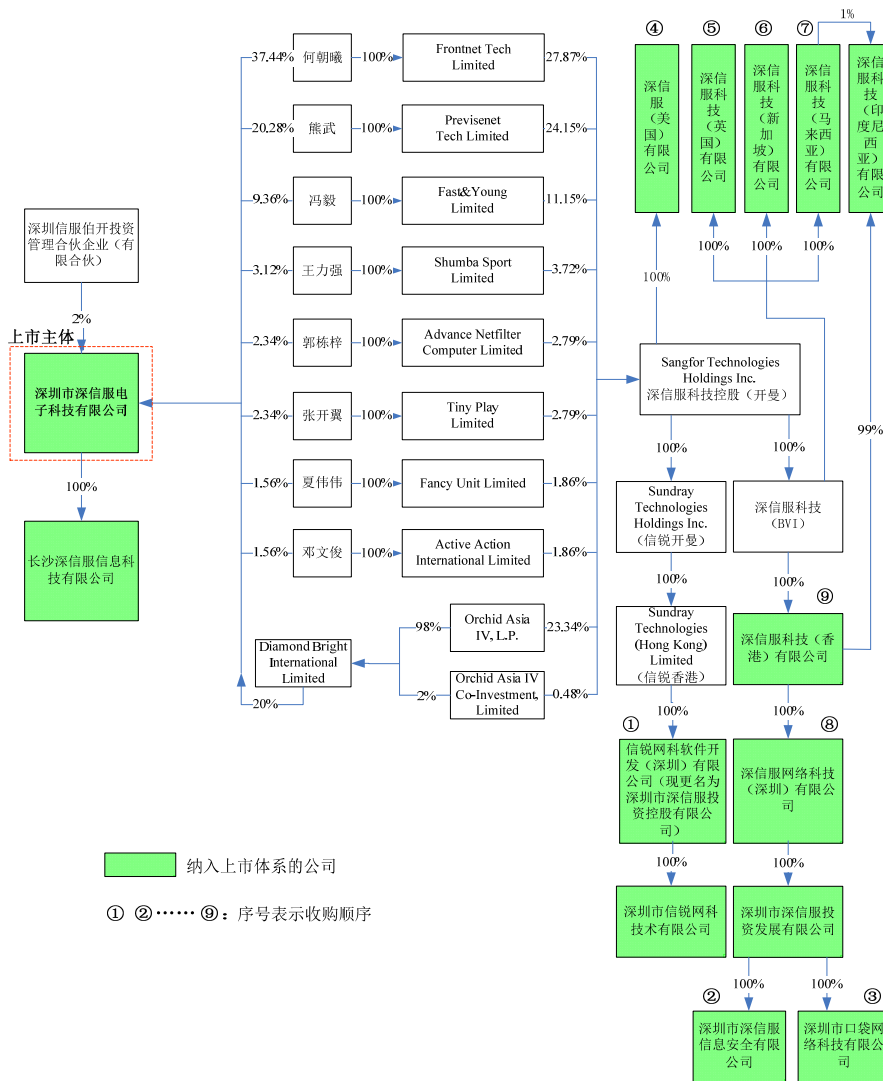 1%
④
⑤
⑥
⑦
37.44%
何朝曦
100%
Frontnet Tech
Limited
27.87%
20.28%
熊武
100%
Previsenet
Tech Limited
24.15%
9.36%
冯毅
100%
Fast&Young
Limited
11.15%
3.12%
王力强
100%
Shumba Sport
Limited
3.72%
2.34%
郭栋梓
100%
Advance Netfilter
Computer Limited
2.79%
2.34%
张开翼
100%
Tiny Play
Limited
2.79%
1.56%
夏伟伟
100%
Fancy Unit Limited
1.86%
1.56%
邓文俊
100%
Active Action
International Limited
1.86%
98%
Orchid Asia
IV, L.P.
23.34%
Diamond Bright
International
Limited
20%
2%
Orchid Asia IV
Co-Investment,
Limited
0.48%
深圳信服伯开投资
管理合伙企业（有
限合伙）
2%
上市主体
深圳市深信服电
子科技有限公司
100%
长沙深信服信息科
技有限公司
深信
服
（美
国）
有限
公司
深信
服科
技
（英
国）
有限
公司
深信
服科
技
（新
加
坡）
有限
公司
深信
服科
技
（马
来西
亚）
有限
公司
深信
服科
技
（印
度尼
西
亚）
有限
公司
100%
100%
100%
100%
Sangfor Technologies
Holdings Inc.
深信服科技控股（开曼）
99%
100%
100%
Sundray
Technologies
Holdings Inc.
（信锐开曼）
深信服科技
（BVI）
100%
100%
⑨
Sundray
Technologies
(Hong Kong)
Limited
（信锐香港）
深信服科技（香
港）有限公司
100%
100%
①
⑧
信锐网科软件开
发（深圳）有限
公司（现更名为
深圳市深信服投
资控股有限公
司）
深信服网络科技
（深圳）有限公
司
100%
100%
深圳市信锐网科
技术有限公司
深圳市深信服投
资发展有限公司
100%
100%
②
③
深圳市深信服
信息安全有限
公司
深圳市口袋网
络科技有限公
司
纳入上市体系的公司
① ②……⑨：序号表示收购顺序